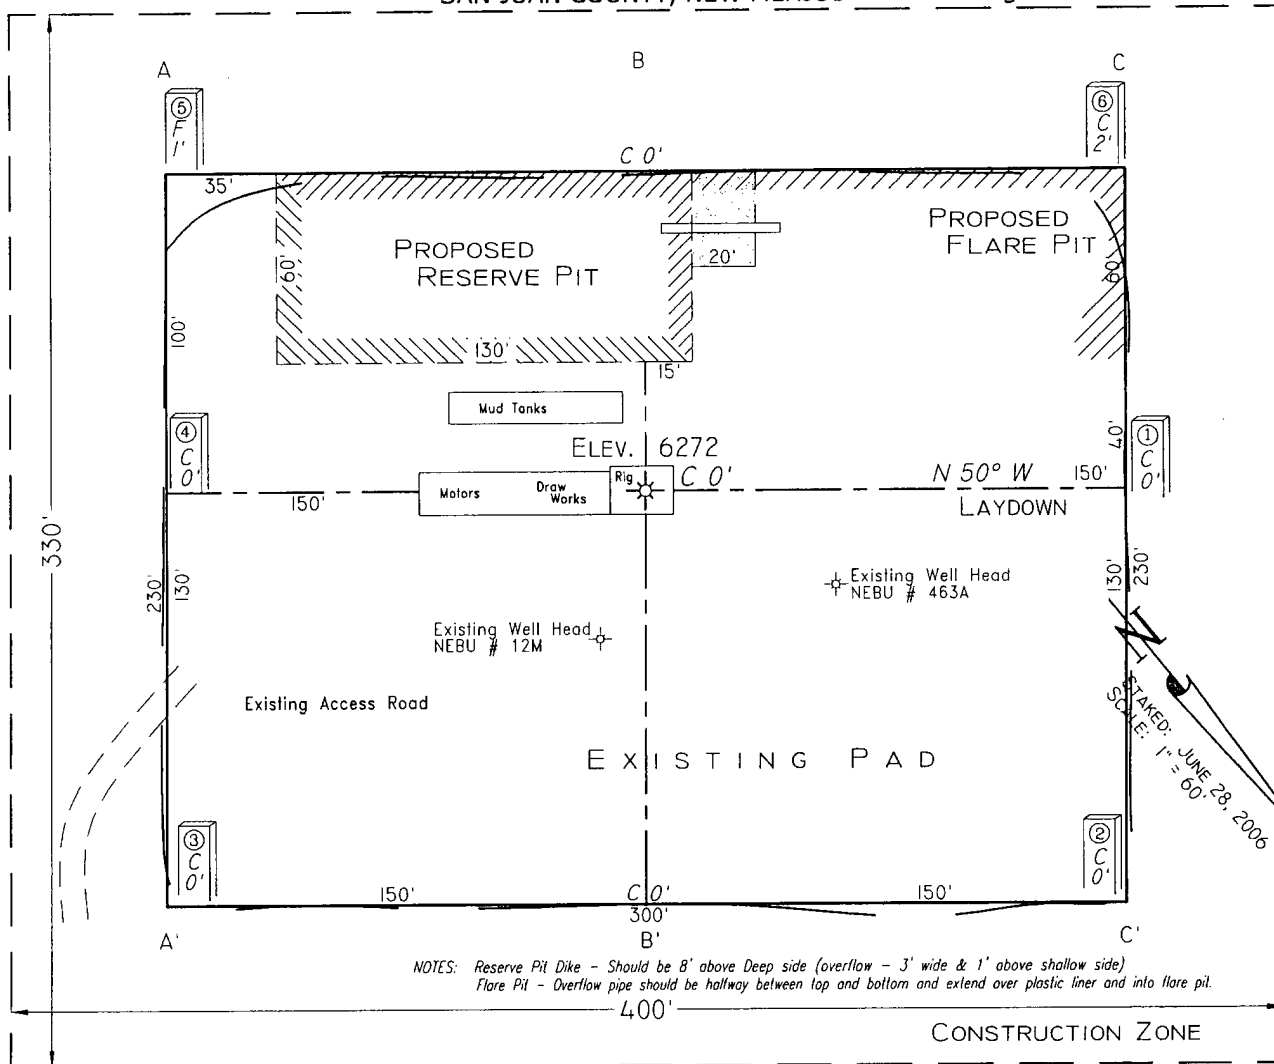 SAN JUAN COUNTY, NEW MEXICO
A
B
C
5
F
1'
6
C
2'
C 0'
35'
PROPOSED
RESERVE PIT
PROPOSED
FLARE PIT
60'
20'
60'
100'
130'
15'
Mud Tanks
4
C
0'
ELEV. 6272
40'
1
C
0'
Rig
C 0'
N 50° W
150'
Motors
Draw
Works
150'
LAYDOWN
330'
230'
130'
Existing Well Head
NEBU # 463A
130'
230'
Existing Well Head
NEBU # 12M
N
Existing Access Road
STAKED: JUNE 28, 2006
SCALE: 1" = 60'
EXISTING PAD
3
C
0'
2
C
0'
150'
C 0'
150'
300'
A'
B'
C'
NOTES: Reserve Pit Dike - Should be 8' above Deep side (overflow - 3' wide & 1' above shallow side)
Flare Pit - Overflow pipe should be halfway between top and bottom and extend over plastic liner and into flare pit.
400'
CONSTRUCTION ZONE